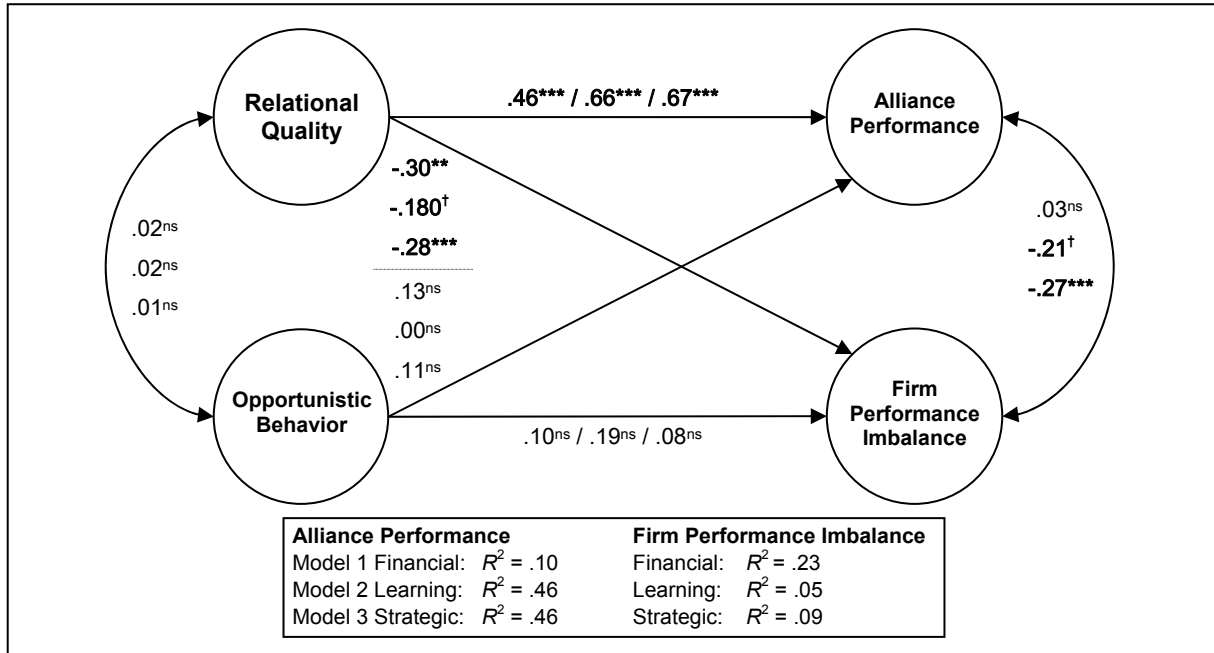 Relational
Quality
.46*** / .66*** / .67***
Alliance
Performance
-.30**
-.180†
-.28***
.13ns
.00ns
.11ns
.02ns
.02ns
.01ns
.03ns
-.21†
-.27***
Opportunistic
Behavior
.10ns / .19ns / .08ns
Firm
Performance
Imbalance
Alliance Performance Firm Performance Imbalance
Model 1 Financial: R2 = .10 Financial: R2 = .23
Model 2 Learning: R2 = .46 Learning: R2 = .05
Model 3 Strategic: R2 = .46 Strategic: R2 = .09